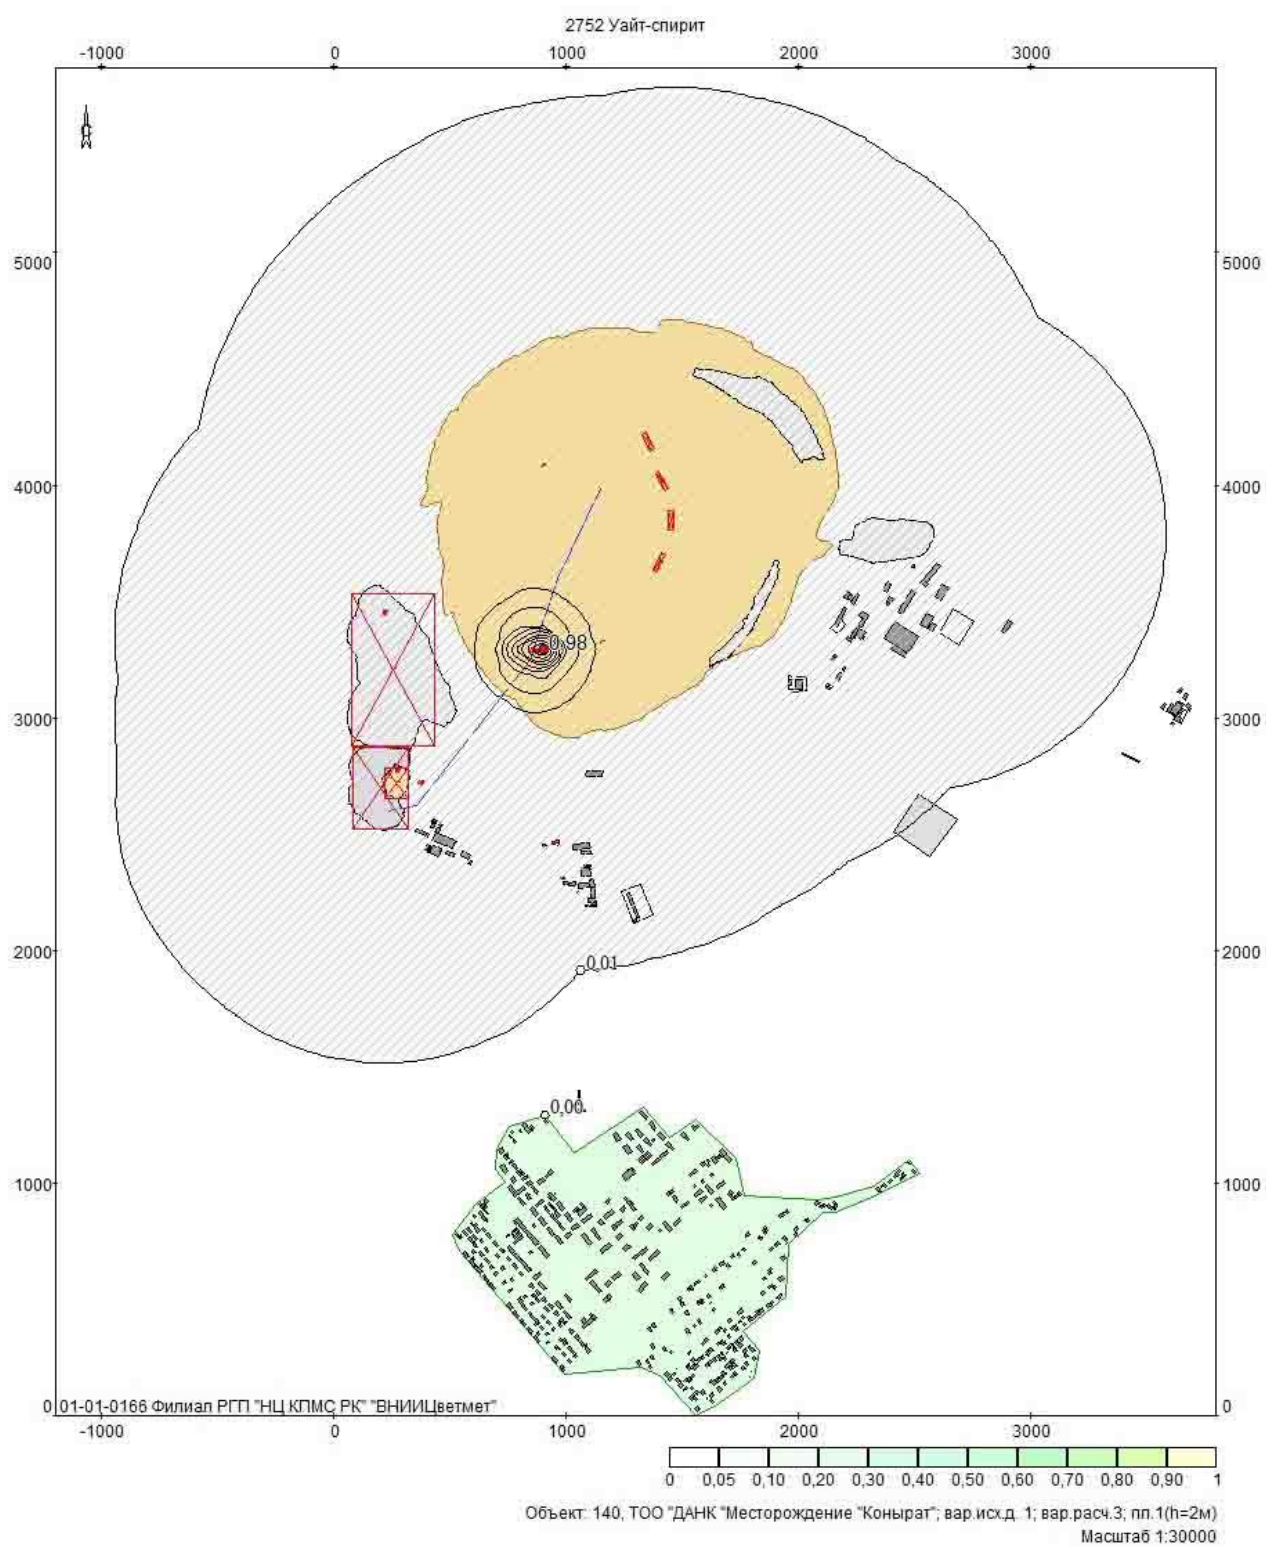 2752 Уайт-спирит
-1000 0 1000 2000 3000
5000 5000
4000 4000
0,98
3000 3000
2000 2000
0,01
0,00
1000 1000
0 01-01-0166 Филиал РГП "НЦ КПМС РК" "ВНИИЦветмет" 0
-1000 0 1000 2000 3000
0 0,05 0,10 0,20 0,30 0,40 0,50 0,60 0,70 0,80 0,90 1
Объект: 140, ТОО "ДАНК "Месторождение "Конырат"; вар.исх.д. 1; вар.расч.3; пл.1(h=2м)
Масштаб 1:30000